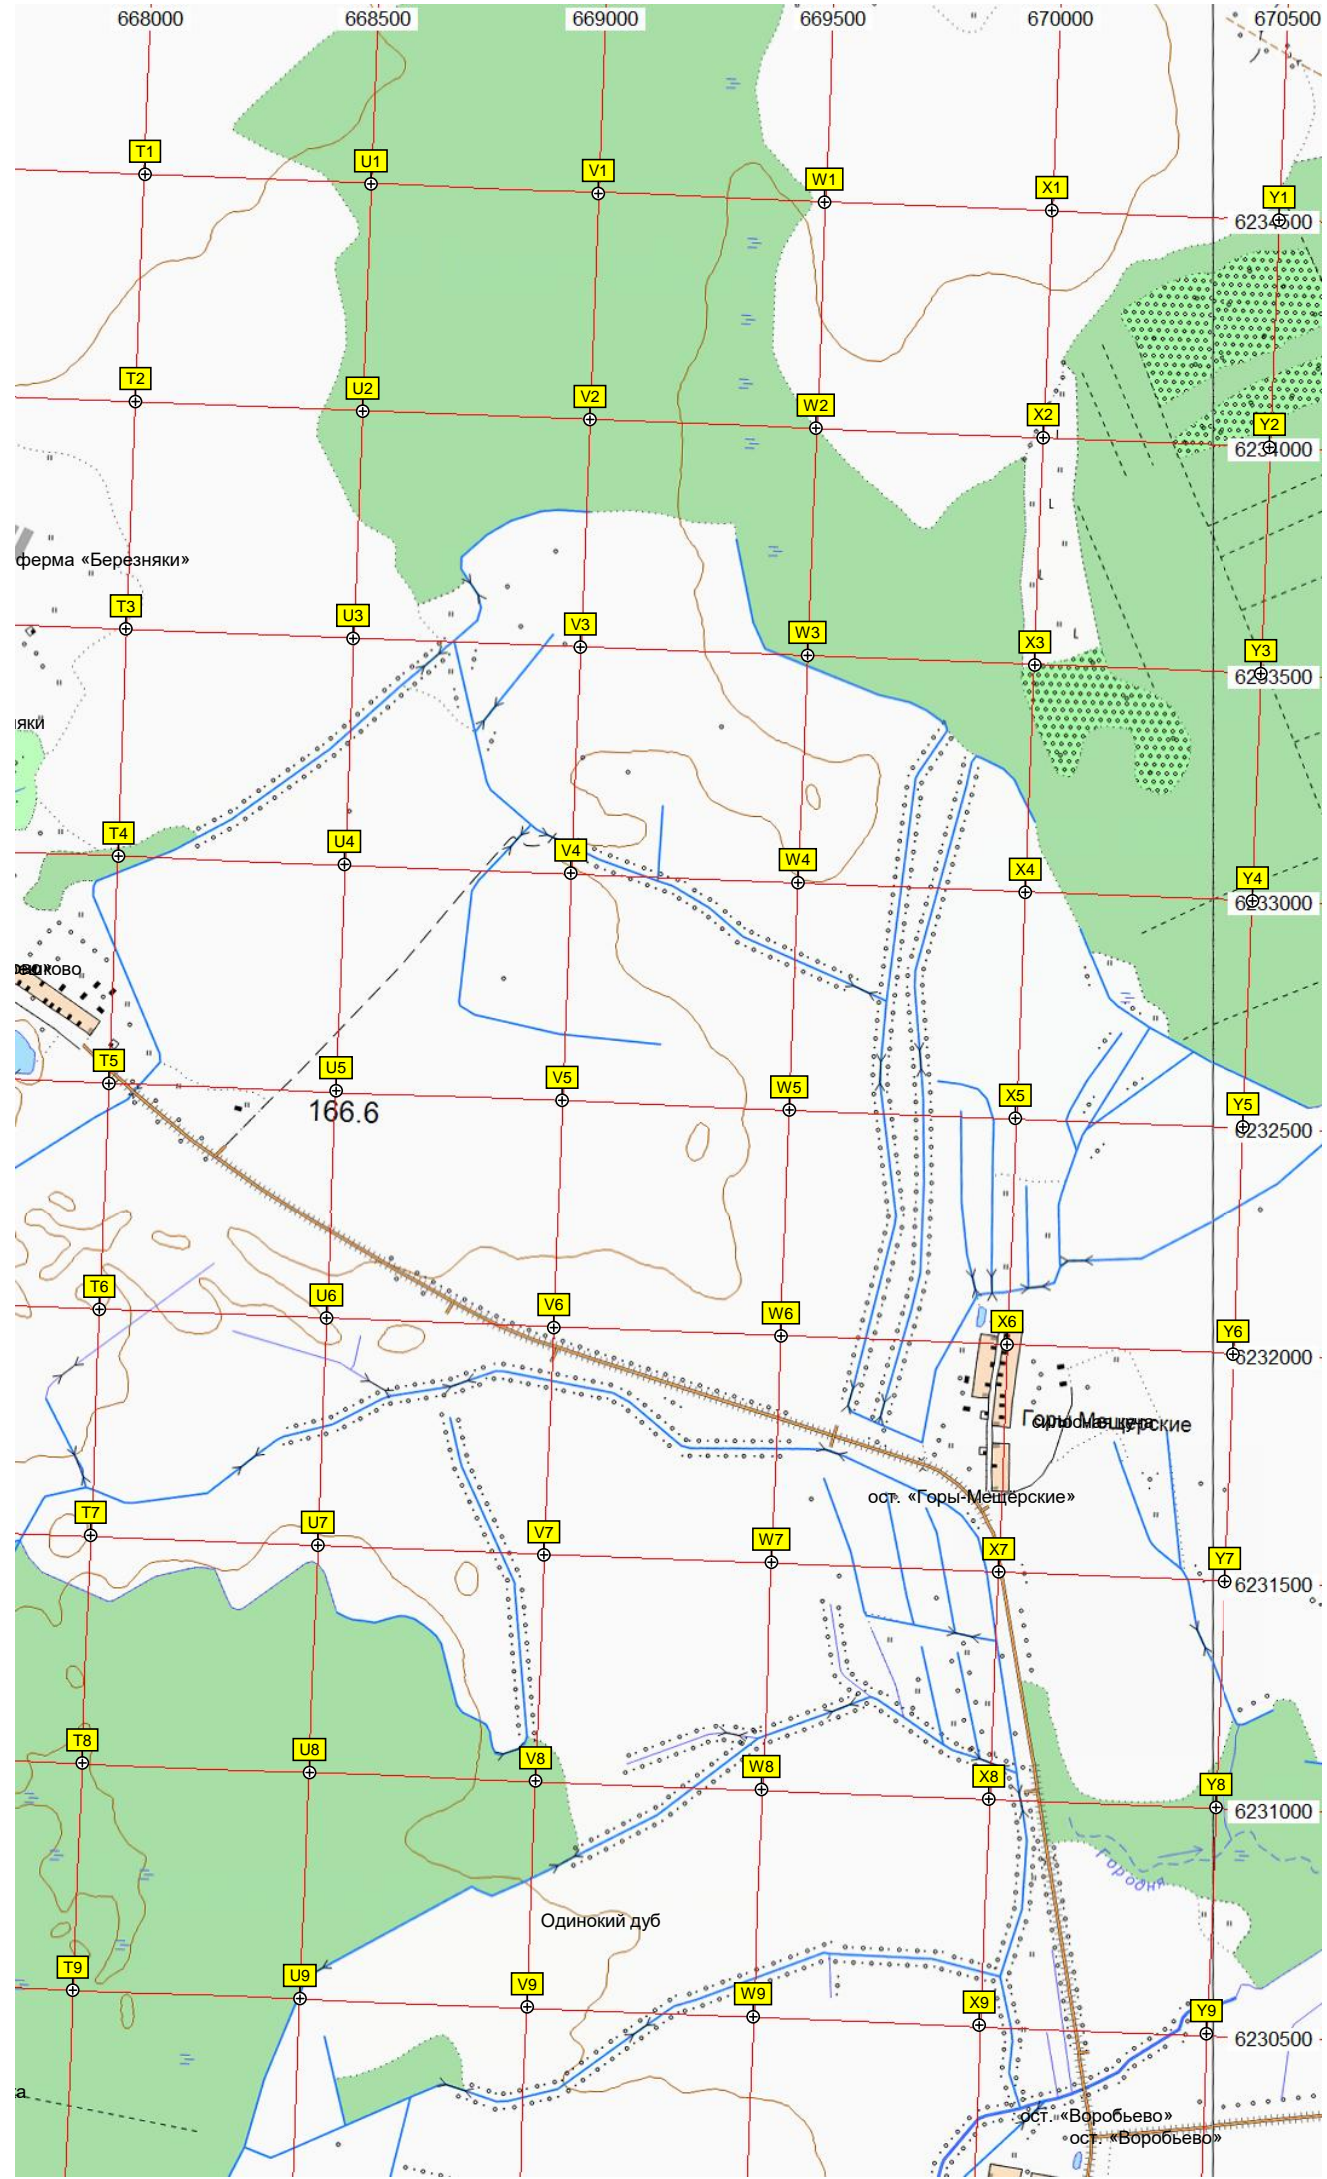 668000 668500 669000 669500 670000 670500
T1 U1 V1 W1 X1 Y1
6234500
T2 U2 V2 W2 X2 Y2
6234000
ферма «Березняки»
T3 U3 V3 W3 X3 Y3
6233500
яки
T4 U4 V4 W4 X4 Y4
6233000
T5 U5 V5 W5 X5 Y5
166.6
6232500
T6 U6 V6 W6 X6 Y6
6232000
Горы Мещерские
ост. «Горы-Мещерские»
T7 U7 V7 W7 X7 Y7
6231500
T8 U8 V8 W8 X8 Y8
6231000
Городня
Одинокий дуб
T9 U9 V9 W9 X9 Y9
6230500
а
ост. «Воробьево»
ост. «Воробьево»